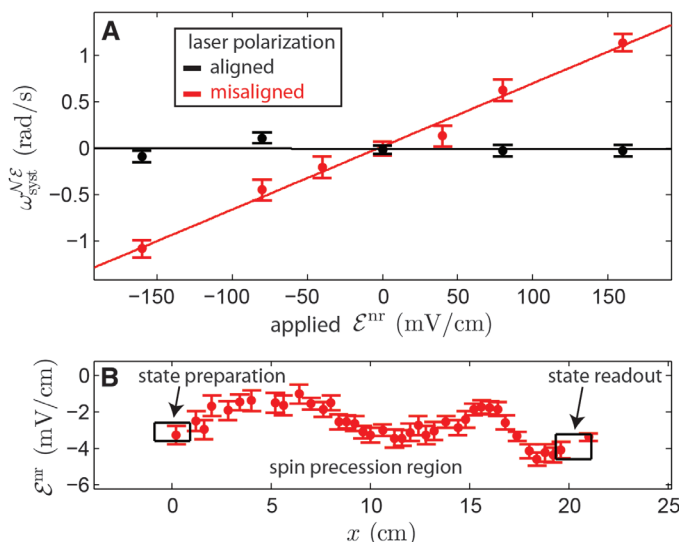 A
laser polarization
aligned
misaligned
1
0.5
0
−0.5
−1
ω^{𝒩ℰ}_{syst} (rad/s)
−150 −100 −50 0 50 100 150
applied ℰ^{nr} (mV/cm)
B
state preparation
state readout
spin precession region
0
−2
−4
−6
ℰ^{nr} (mV/cm)
0 5 10 15 20 25
x (cm)